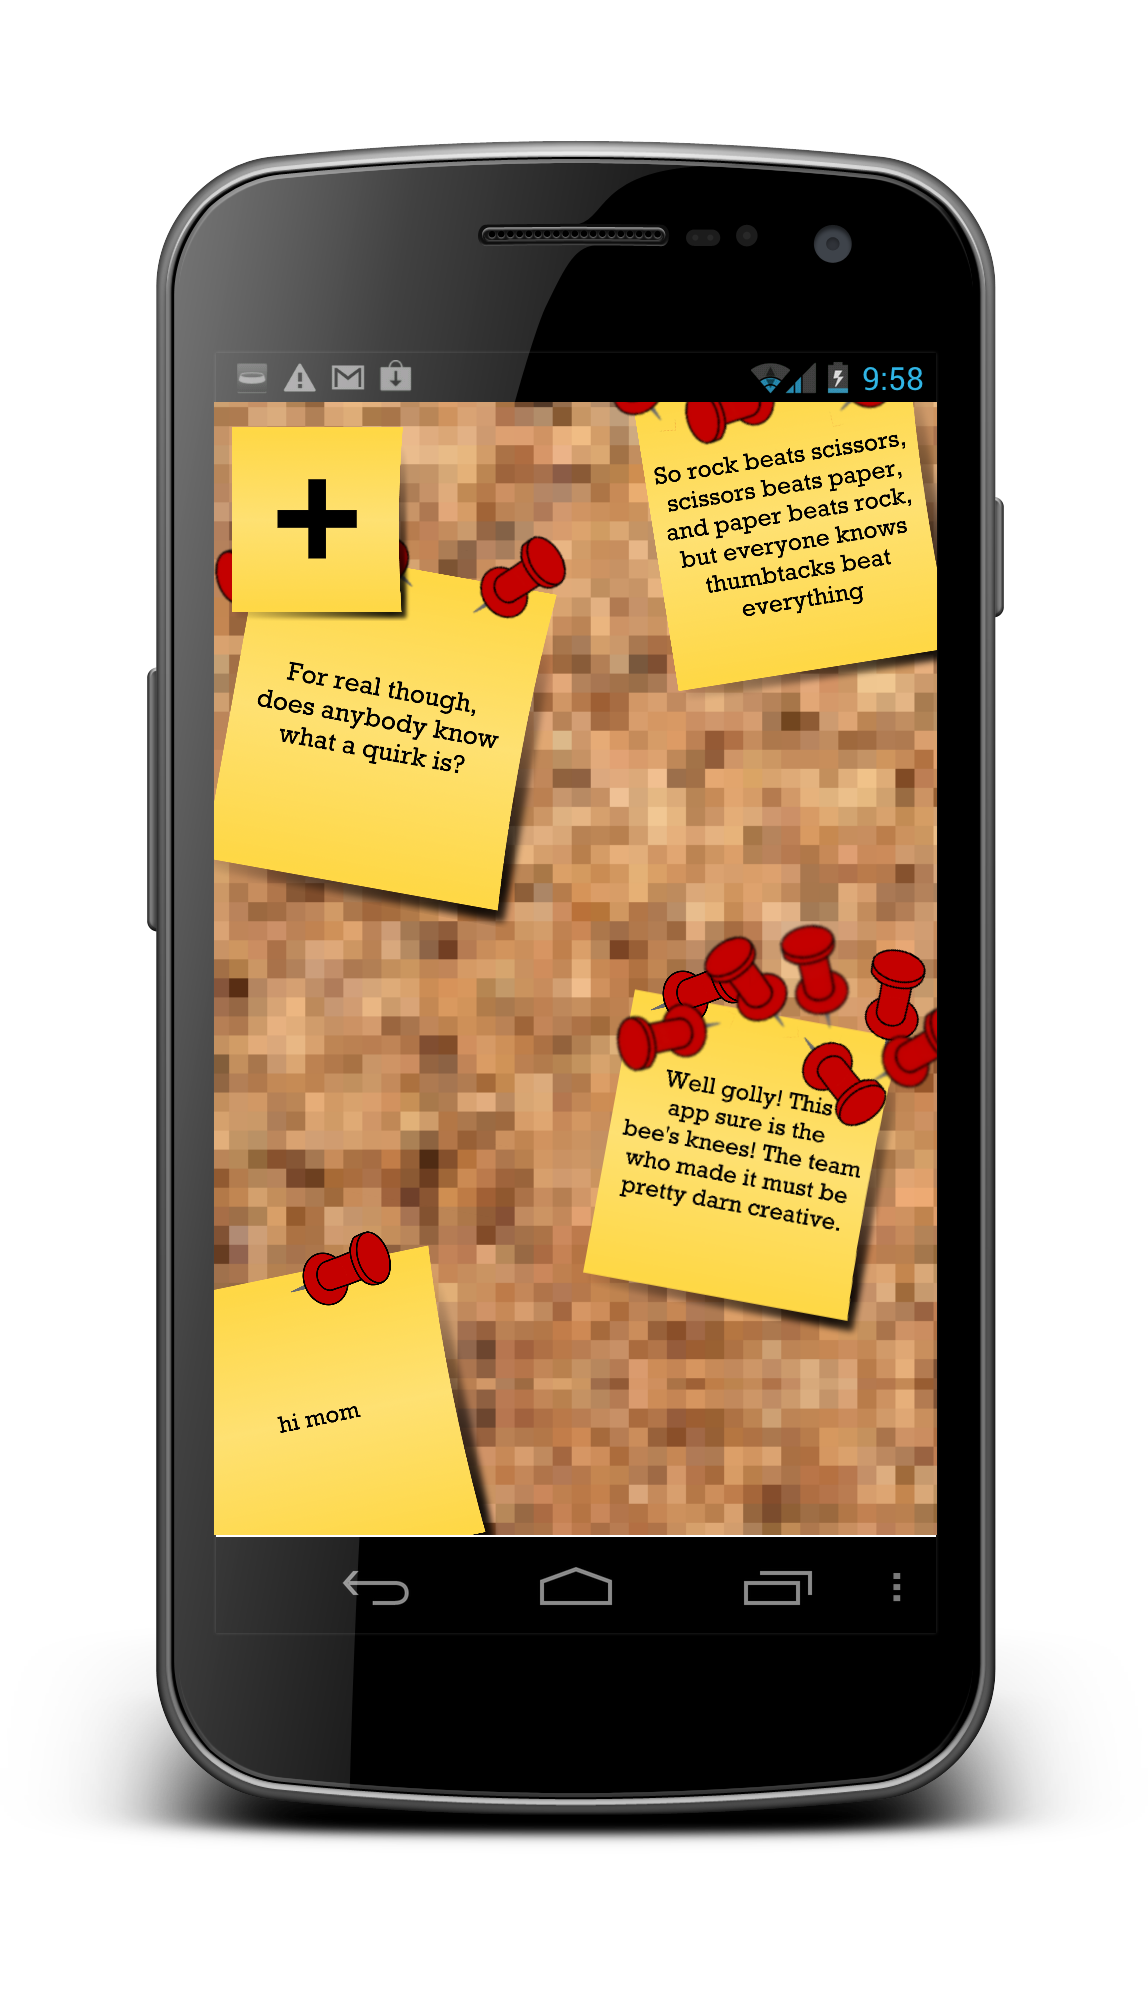 9:58
+
So rock beats scissors,
scissors beats paper,
and paper beats rock,
but everyone knows
thumbtacks beat
everything
For real though,
does anybody know
what a quirk is?
Well golly! This
app sure is the
bee's knees! The team
who made it must be
pretty darn creative.
hi mom